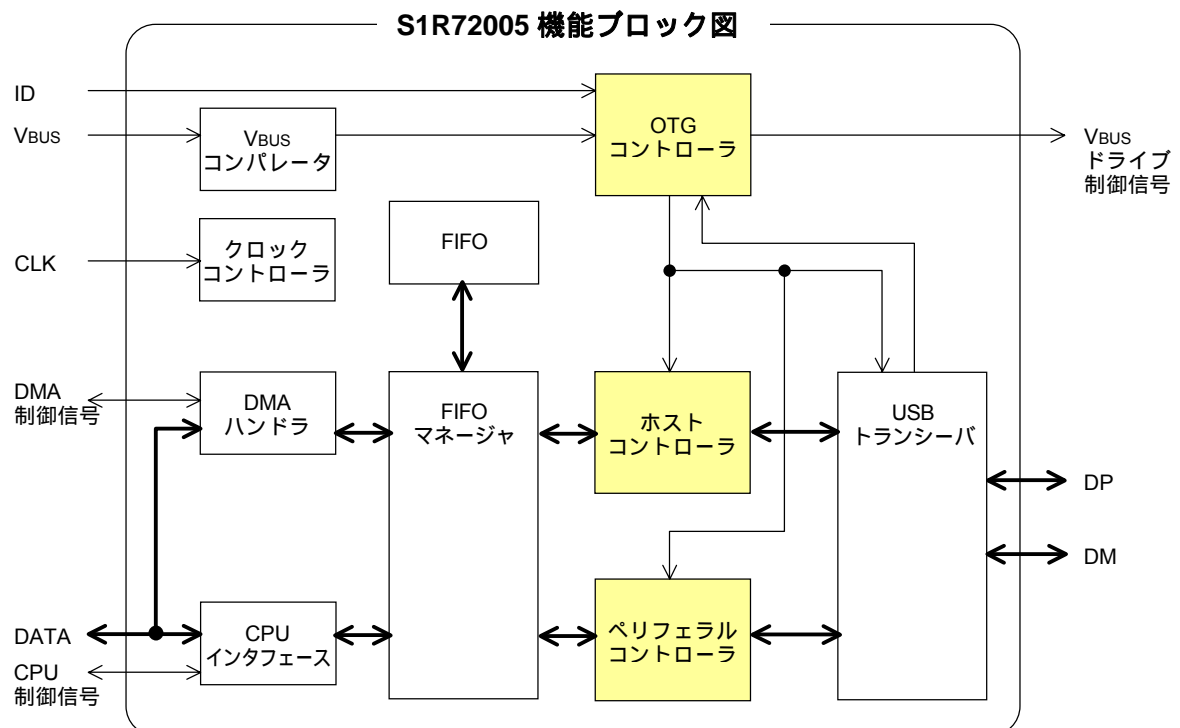 S1R72005 機能ブロック図
ID
VBUS
VBUS
コンパレータ
OTG
コントローラ
VBUS
ドライブ
制御信号
CLK
クロック
コントローラ
FIFO
DMA
制御信号
DMA
ハンドラ
FIFO
マネージャ
ホスト
コントローラ
USB
トランシーバ
DP
DM
DATA
CPU
制御信号
CPU
インタフェース
ペリフェラル
コントローラ